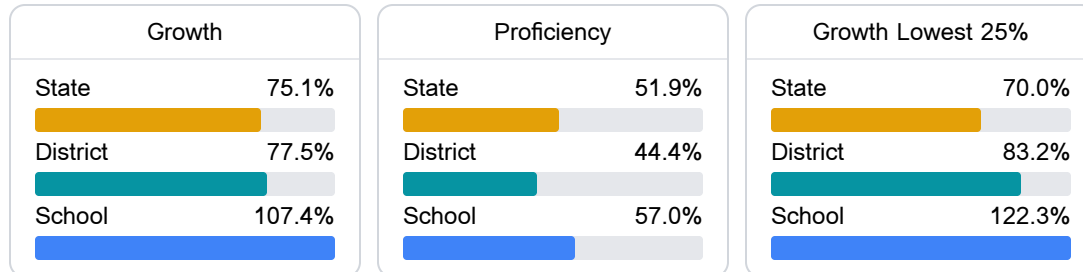 Growth
State 75.1%
District 77.5%
School 107.4%
Proficiency
State 51.9%
District 44.4%
School 57.0%
Growth Lowest 25%
State 70.0%
District 83.2%
School 122.3%